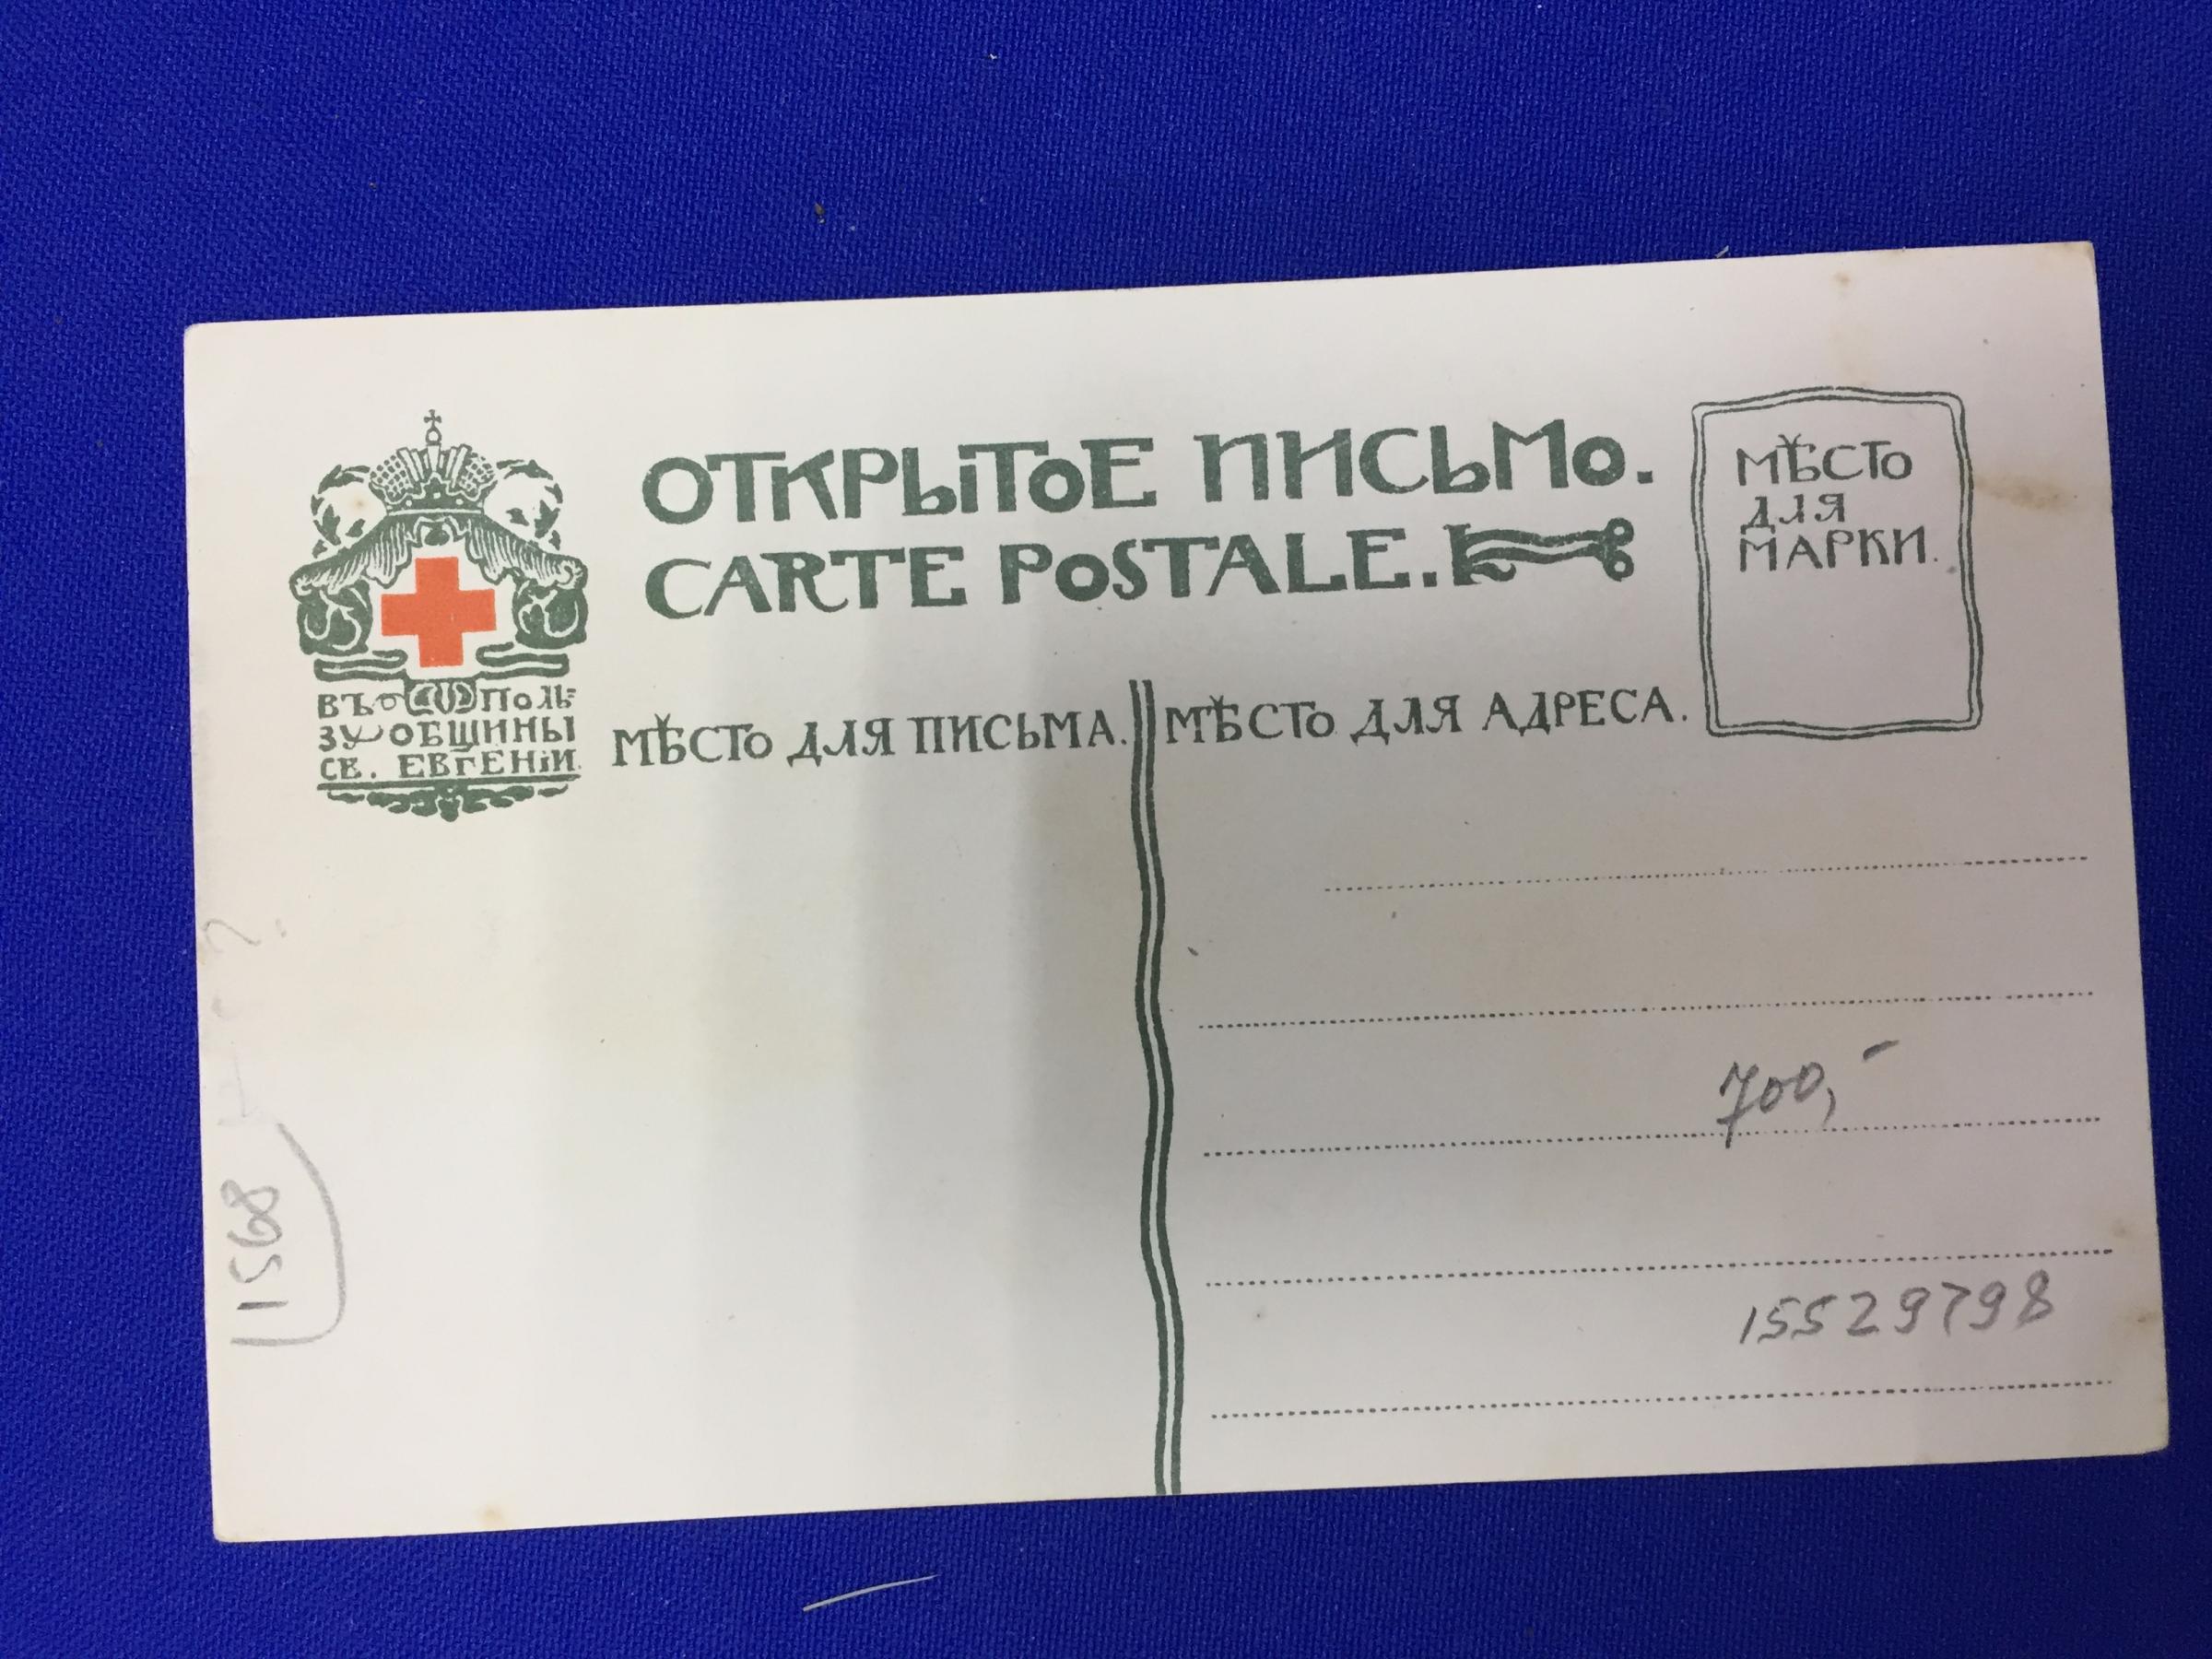 ОТКРЫТОЕ ПИСЬМО.
CARTE POSTALE.
МѢСТО
ДЛЯ
МАРКИ.
ВЪ ПОЛЬ=
ЗУ ОБЩИНЫ
СВ. ЕВГЕНІИ.
МѢСТО ДЛЯ ПИСЬМА.
МѢСТО ДЛЯ АДРЕСА.
700,-
1568
15529798